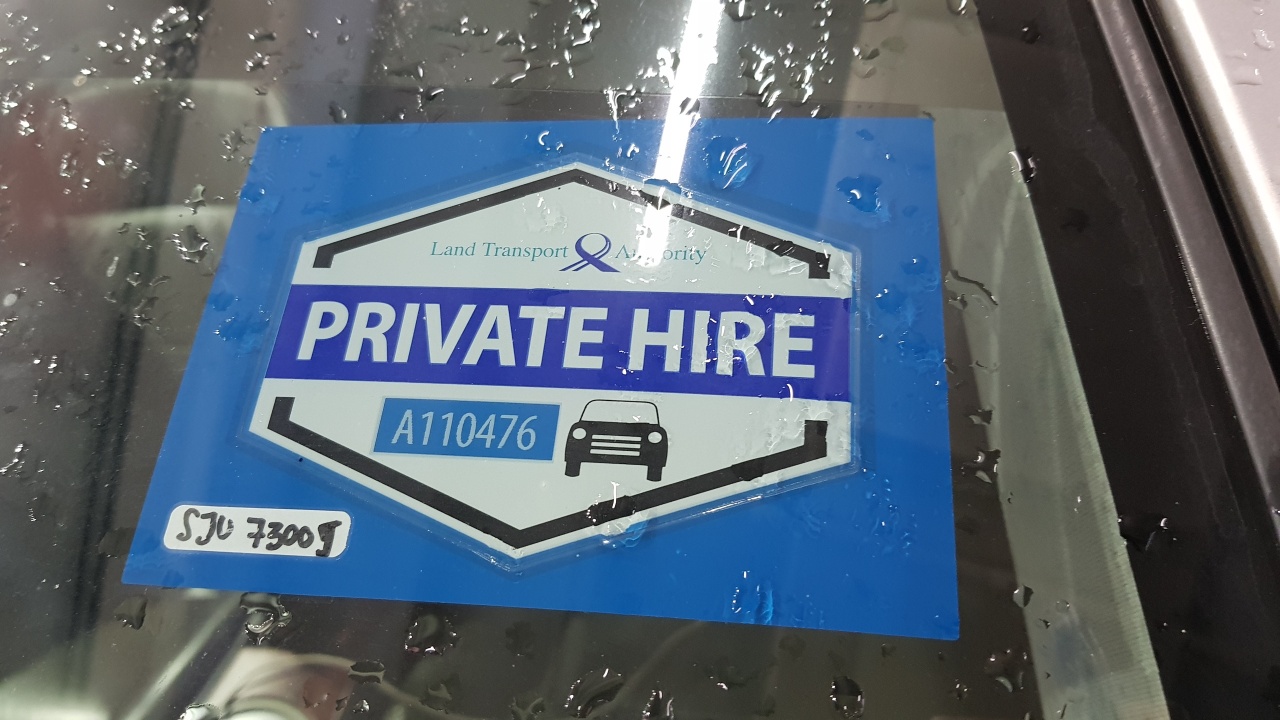 Land Transport Authority
PRIVATE HIRE
A110476
SJU 7300J